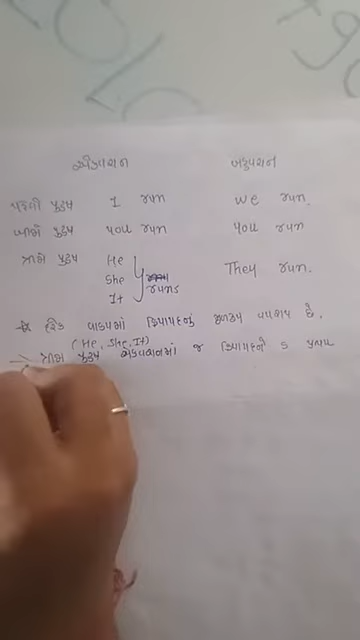 એકવચન બહુવચન
પહેલો પુરુષ I run we run.
બીજો પુરુષ you run you run
ત્રીજો પુરુષ He
She runs They run.
It
દરેક વાક્યમાં ક્રિયાપદનું મૂળરૂપ વપરાય છે.
(He, She, It)
→ ત્રીજો પુરુષ એકવચનમાં જ ક્રિયાપદને s પ્રત્યય